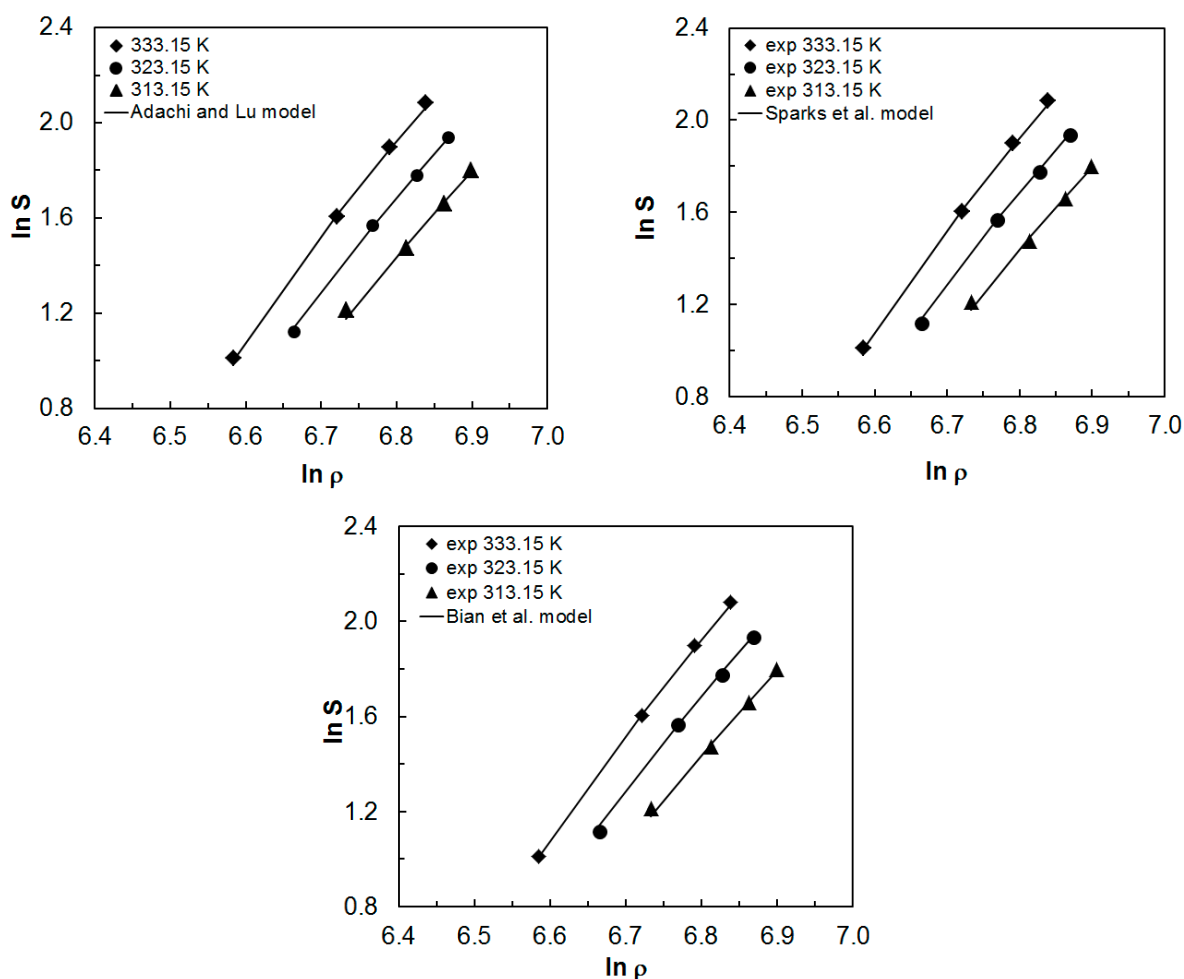 2.4
2.0
1.6
1.2
0.8
ln S
333.15 K
323.15 K
313.15 K
Adachi and Lu model
6.4 6.5 6.6 6.7 6.8 6.9 7.0
ln ρ
2.4
2.0
1.6
1.2
0.8
ln S
exp 333.15 K
exp 323.15 K
exp 313.15 K
Sparks et al. model
6.4 6.5 6.6 6.7 6.8 6.9 7.0
ln ρ
2.4
2.0
1.6
1.2
0.8
ln S
exp 333.15 K
exp 323.15 K
exp 313.15 K
Bian et al. model
6.4 6.5 6.6 6.7 6.8 6.9 7.0
ln ρ